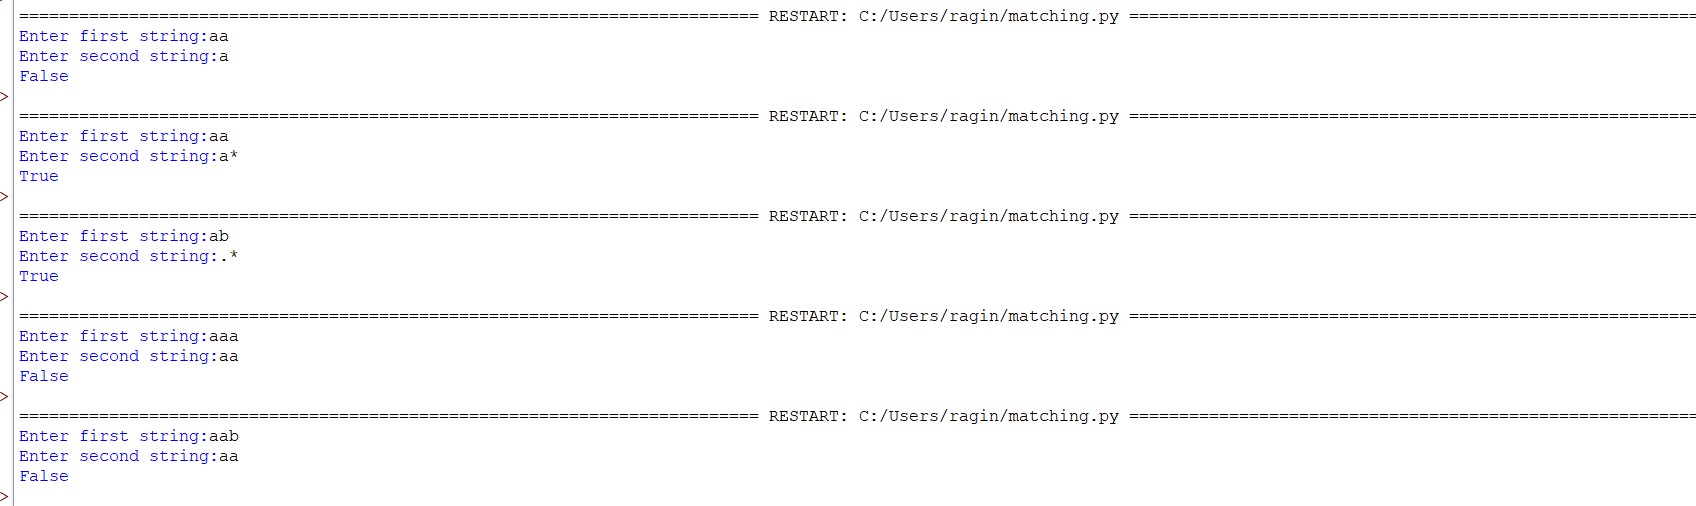 ========================================================================== RESTART: C:/Users/ragin/matching.py =========================================================
Enter first string:aa
Enter second string:a
False
>
========================================================================== RESTART: C:/Users/ragin/matching.py =========================================================
Enter first string:aa
Enter second string:a*
True
>
========================================================================== RESTART: C:/Users/ragin/matching.py =========================================================
Enter first string:ab
Enter second string:.*
True
>
========================================================================== RESTART: C:/Users/ragin/matching.py =========================================================
Enter first string:aaa
Enter second string:aa
False
>
========================================================================== RESTART: C:/Users/ragin/matching.py =========================================================
Enter first string:aab
Enter second string:aa
False
>